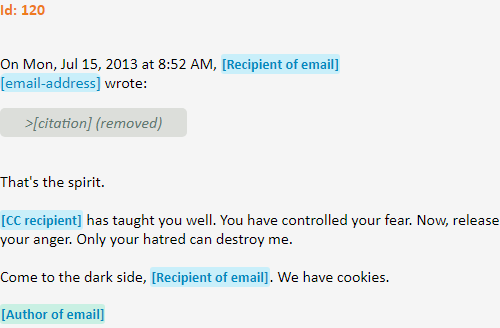 Id: 120
On Mon, Jul 15, 2013 at 8:52 AM, [Recipient of email]
[email-address] wrote:
>[citation] (removed)
That's the spirit.
[CC recipient] has taught you well. You have controlled your fear. Now, release
your anger. Only your hatred can destroy me.
Come to the dark side, [Recipient of email]. We have cookies.
[Author of email]